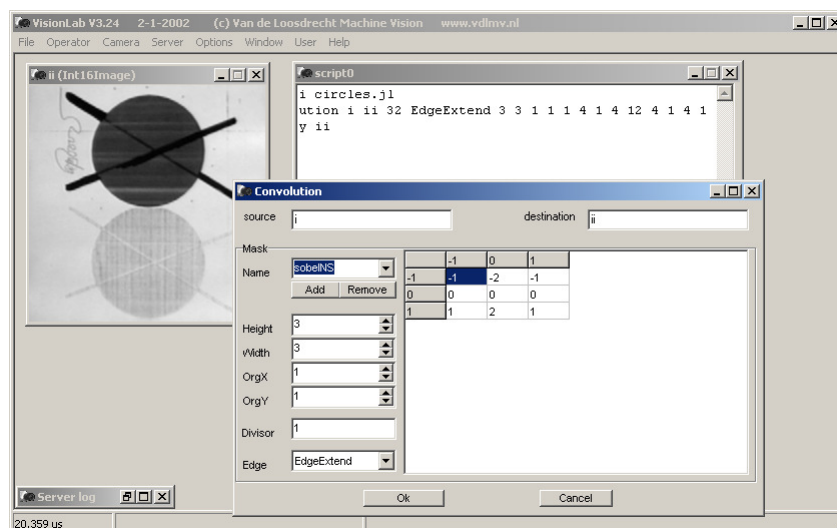 VisionLab V3.24 2-1-2002 (c) Van de Loosdrecht Machine Vision www.vdlmv.nl
File Operator Camera Server Options Window User Help
ii (Int16Image)
script0
i circles.jl
ution i ii 32 EdgeExtend 3 3 1 1 1 4 1 4 12 4 1 4 1
y ii
Convolution
source i destination ii
Mask
Name sobelNS
Add Remove
Height 3
Width 3
OrgX 1
OrgY 1
Divisor 1
Edge EdgeExtend
-1 0 1
-1 -1 -2 -1
0 0 0 0
1 1 2 1
Ok Cancel
Server log
20.359 us